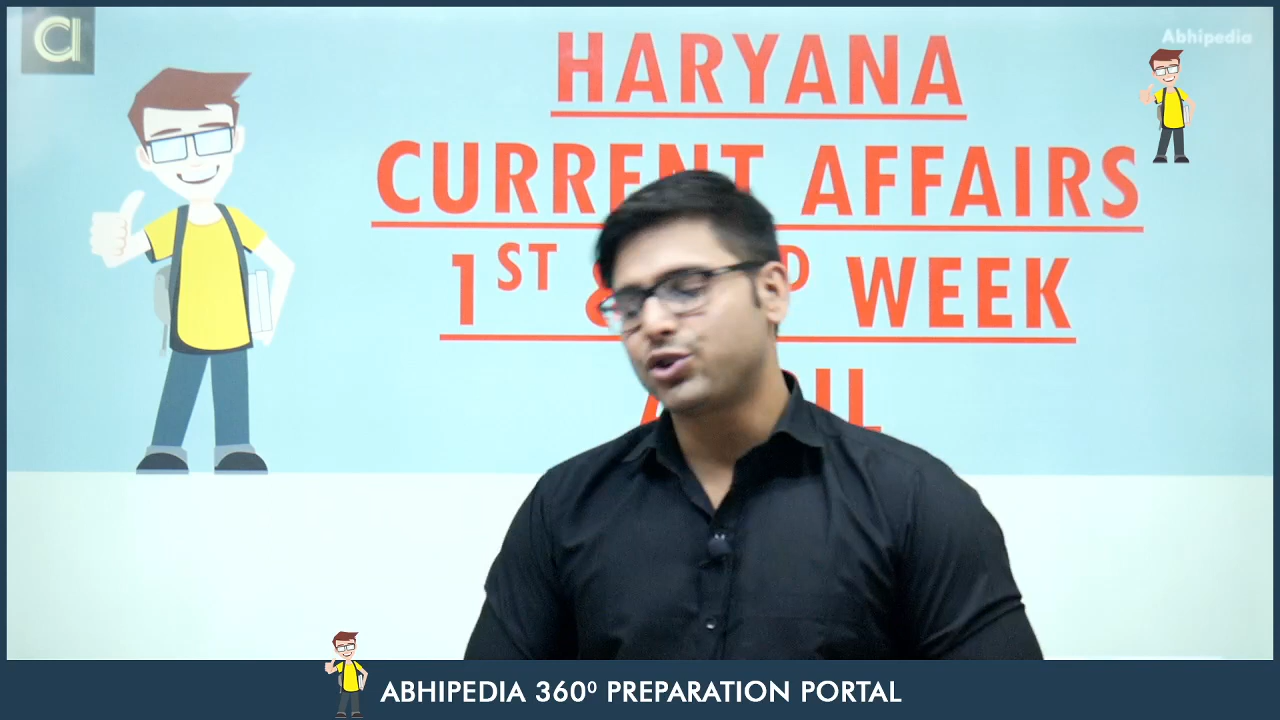 a
Abhipedia
HARYANA
CURRENT AFFAIRS
1ST & WEEK
ABHIPEDIA 360⁰ PREPARATION PORTAL